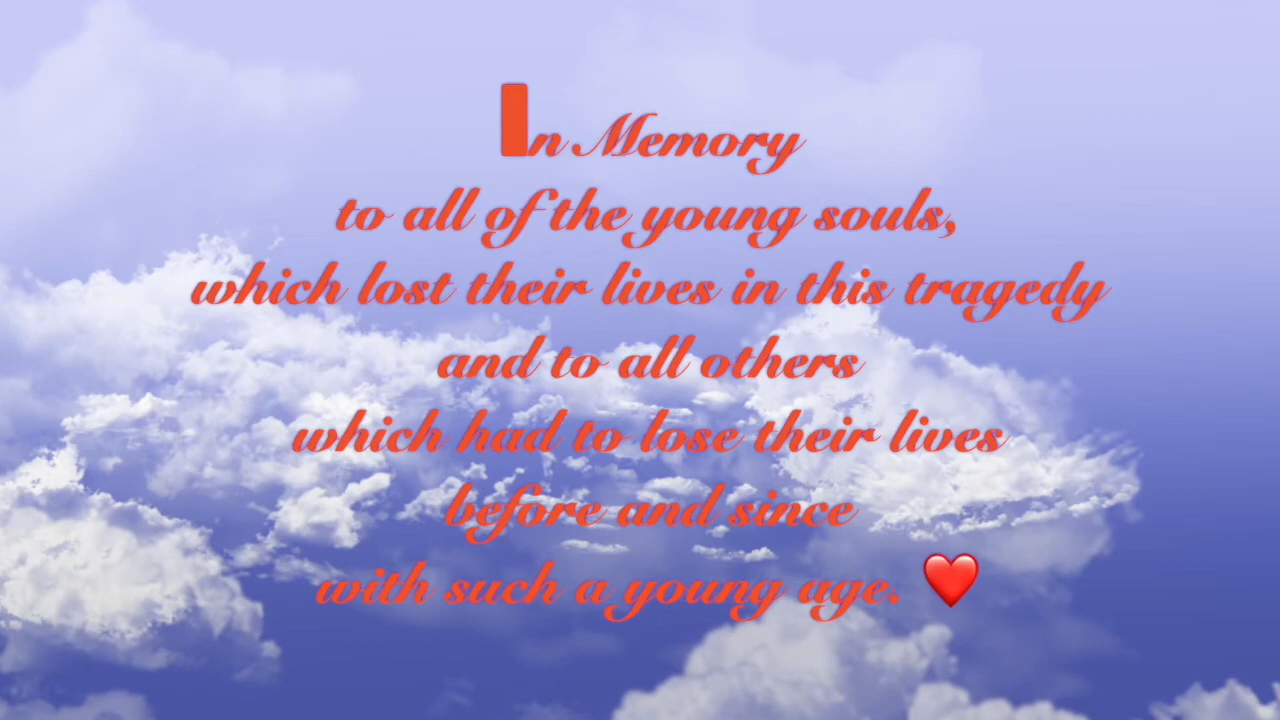 In Memory
to all of the young souls,
which lost their lives in this tragedy
and to all others
which had to lose their lives
before and since
with such a young age. ❤️